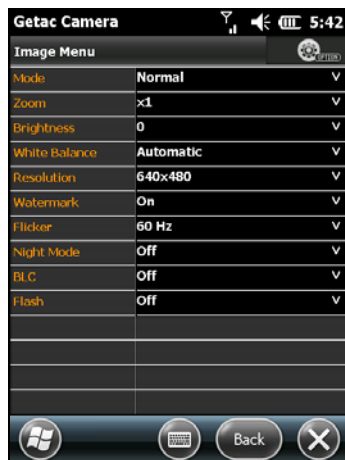 Getac Camera 5:42
Image Menu OPTION
Mode Normal
Zoom x1
Brightness 0
White Balance Automatic
Resolution 640x480
Watermark On
Flicker 60 Hz
Night Mode Off
BLC Off
Flash Off
Back